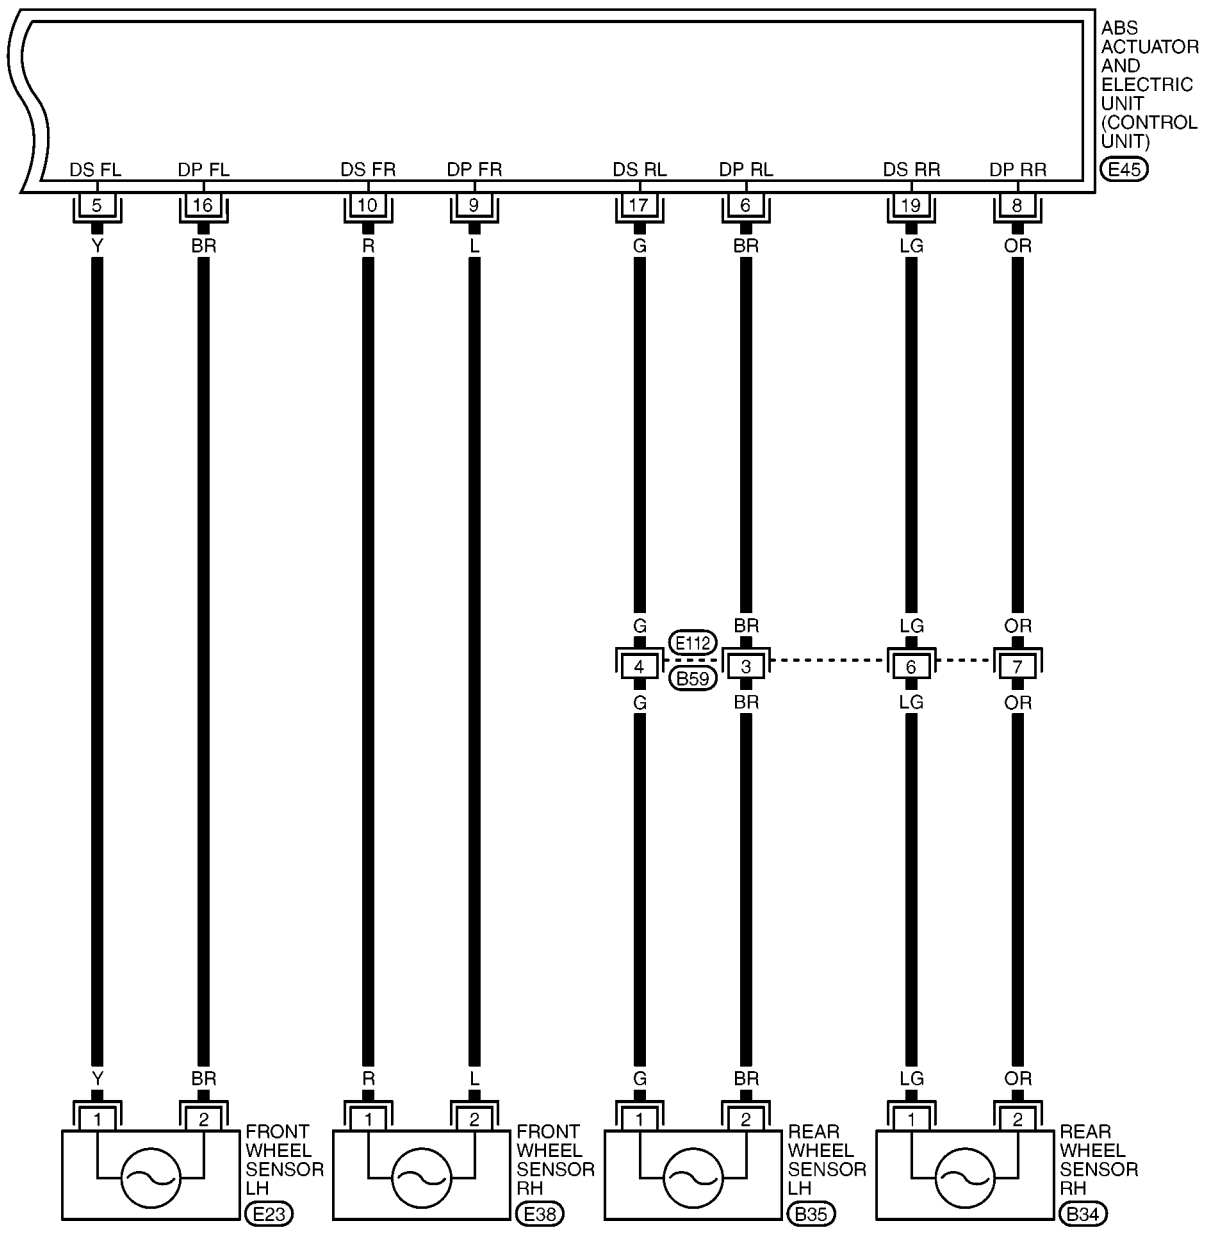 ABS
ACTUATOR
AND
ELECTRIC
UNIT
(CONTROL
UNIT)
E45
DS FL DP FL DS FR DP FR DS RL DP RL DS RR DP RR
5 16 10 9 17 6 19 8
Y BR R L G BR LG OR
G BR LG OR
E112
4 3 6 7
B59
G BR LG OR
Y BR R L G BR LG OR
1 2 1 2 1 2 1 2
FRONT
WHEEL
SENSOR
LH
E23
FRONT
WHEEL
SENSOR
RH
E38
REAR
WHEEL
SENSOR
LH
B35
REAR
WHEEL
SENSOR
RH
B34